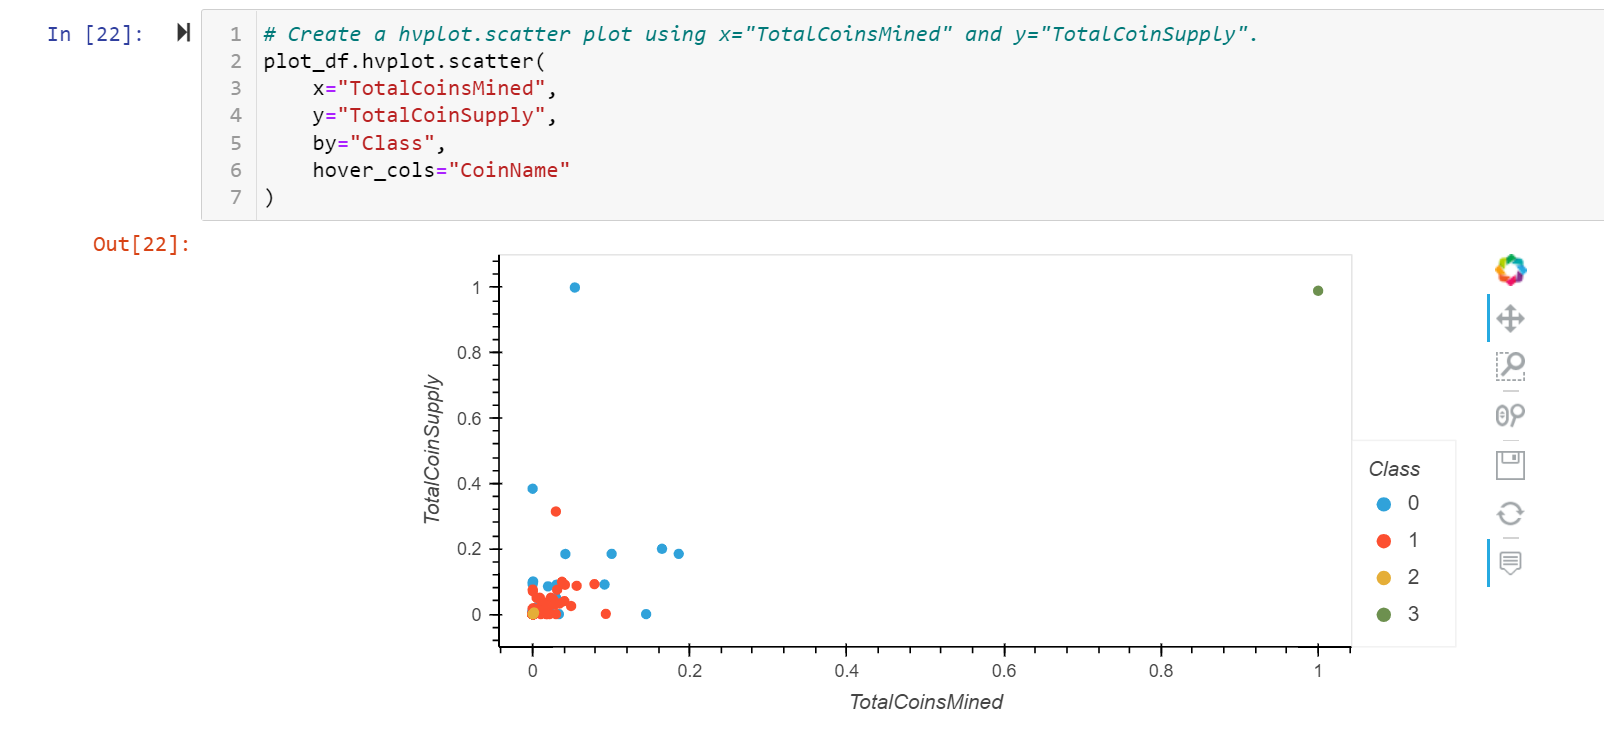 In [22]:
1 # Create a hvplot.scatter plot using x="TotalCoinsMined" and y="TotalCoinSupply".
2 plot_df.hvplot.scatter(
3     x="TotalCoinsMined",
4     y="TotalCoinSupply",
5     by="Class",
6     hover_cols="CoinName"
7 )
Out[22]:
TotalCoinSupply
1
0.8
0.6
0.4
0.2
0
0 0.2 0.4 0.6 0.8 1
TotalCoinsMined
Class
0
1
2
3